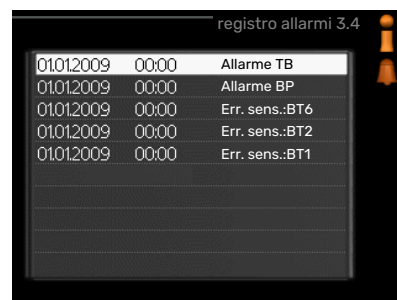 registro allarmi 3.4
01.01.2009 00:00 Allarme TB
01.01.2009 00:00 Allarme BP
01.01.2009 00:00 Err. sens.:BT6
01.01.2009 00:00 Err. sens.:BT2
01.01.2009 00:00 Err. sens.:BT1